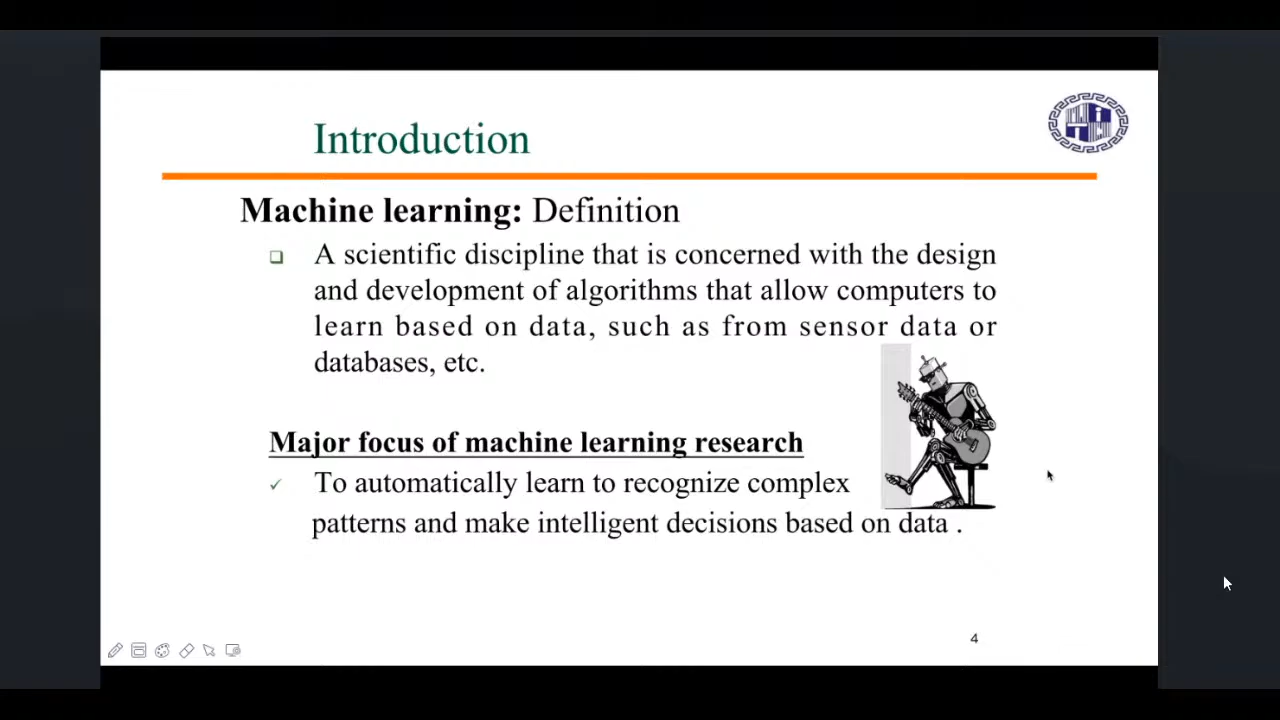 Introduction
Machine learning: Definition
A scientific discipline that is concerned with the design
and development of algorithms that allow computers to
learn based on data, such as from sensor data or
databases, etc.
Major focus of machine learning research
To automatically learn to recognize complex
patterns and make intelligent decisions based on data .
4